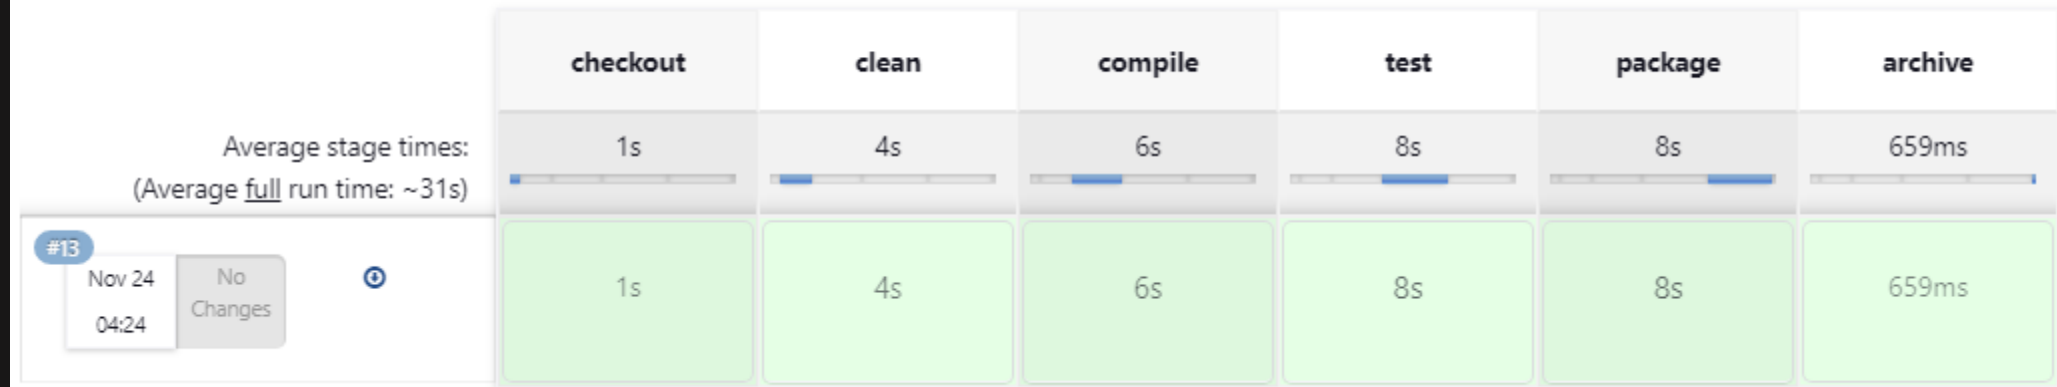 checkout clean compile test package archive
Average stage times: 1s 4s 6s 8s 8s 659ms
(Average full run time: ~31s)
#13
Nov 24 No
Changes
04:24
1s 4s 6s 8s 8s 659ms